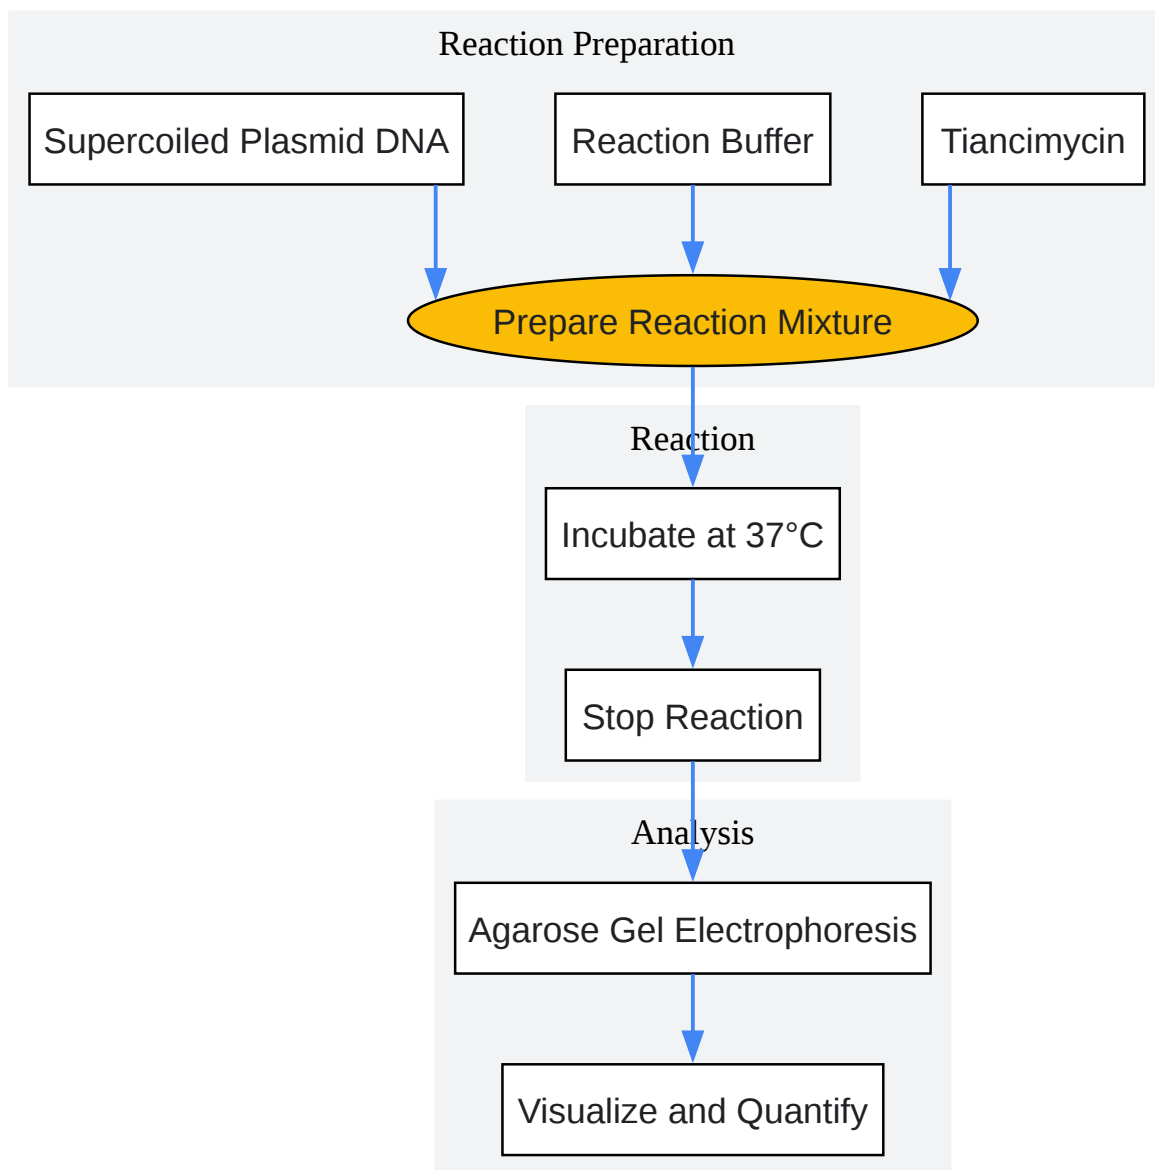 Reaction Preparation
Supercoiled Plasmid DNA
Reaction Buffer
Tiancimycin
Prepare Reaction Mixture
Reaction
Incubate at 37°C
Stop Reaction
Analysis
Agarose Gel Electrophoresis
Visualize and Quantify